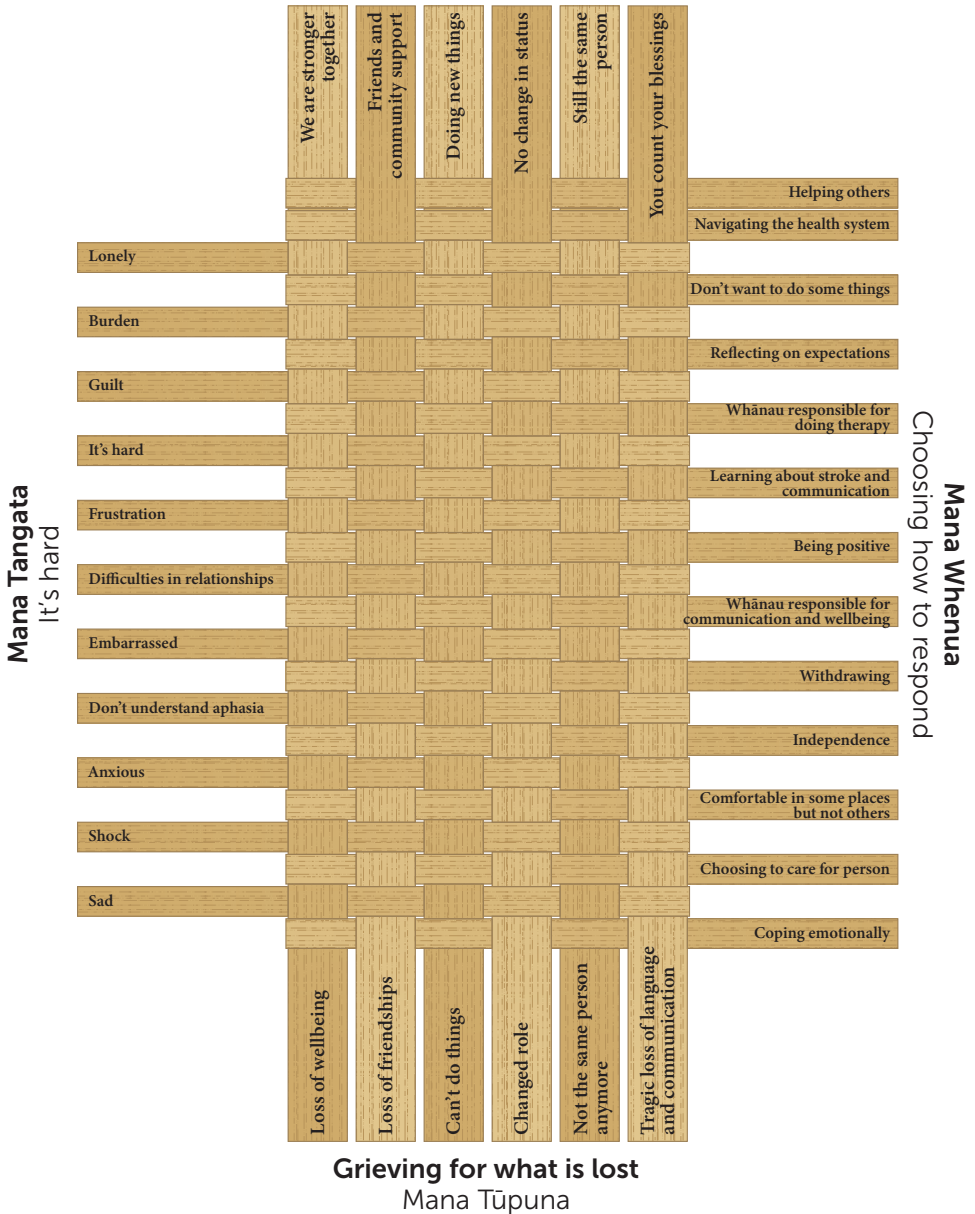 We are stronger
together
Friends and
community support
Doing new things
No change in status
Still the same
person
You count your blessings
Helping others
Navigating the health system
Lonely
Don't want to do some things
Burden
Reflecting on expectations
Guilt
Whānau responsible for
doing therapy
It's hard
Learning about stroke and
communication
Frustration
Being positive
Difficulties in relationships
Whānau responsible for
communication and wellbeing
Embarrassed
Withdrawing
Don't understand aphasia
Independence
Anxious
Comfortable in some places
but not others
Shock
Choosing to care for person
Sad
Coping emotionally
Mana Tangata
It's hard
Mana Whenua
Choosing how to respond
Loss of wellbeing
Loss of friendships
Can't do things
Changed role
Not the same person
anymore
Tragic loss of language
and communication
Grieving for what is lost
Mana Tūpuna